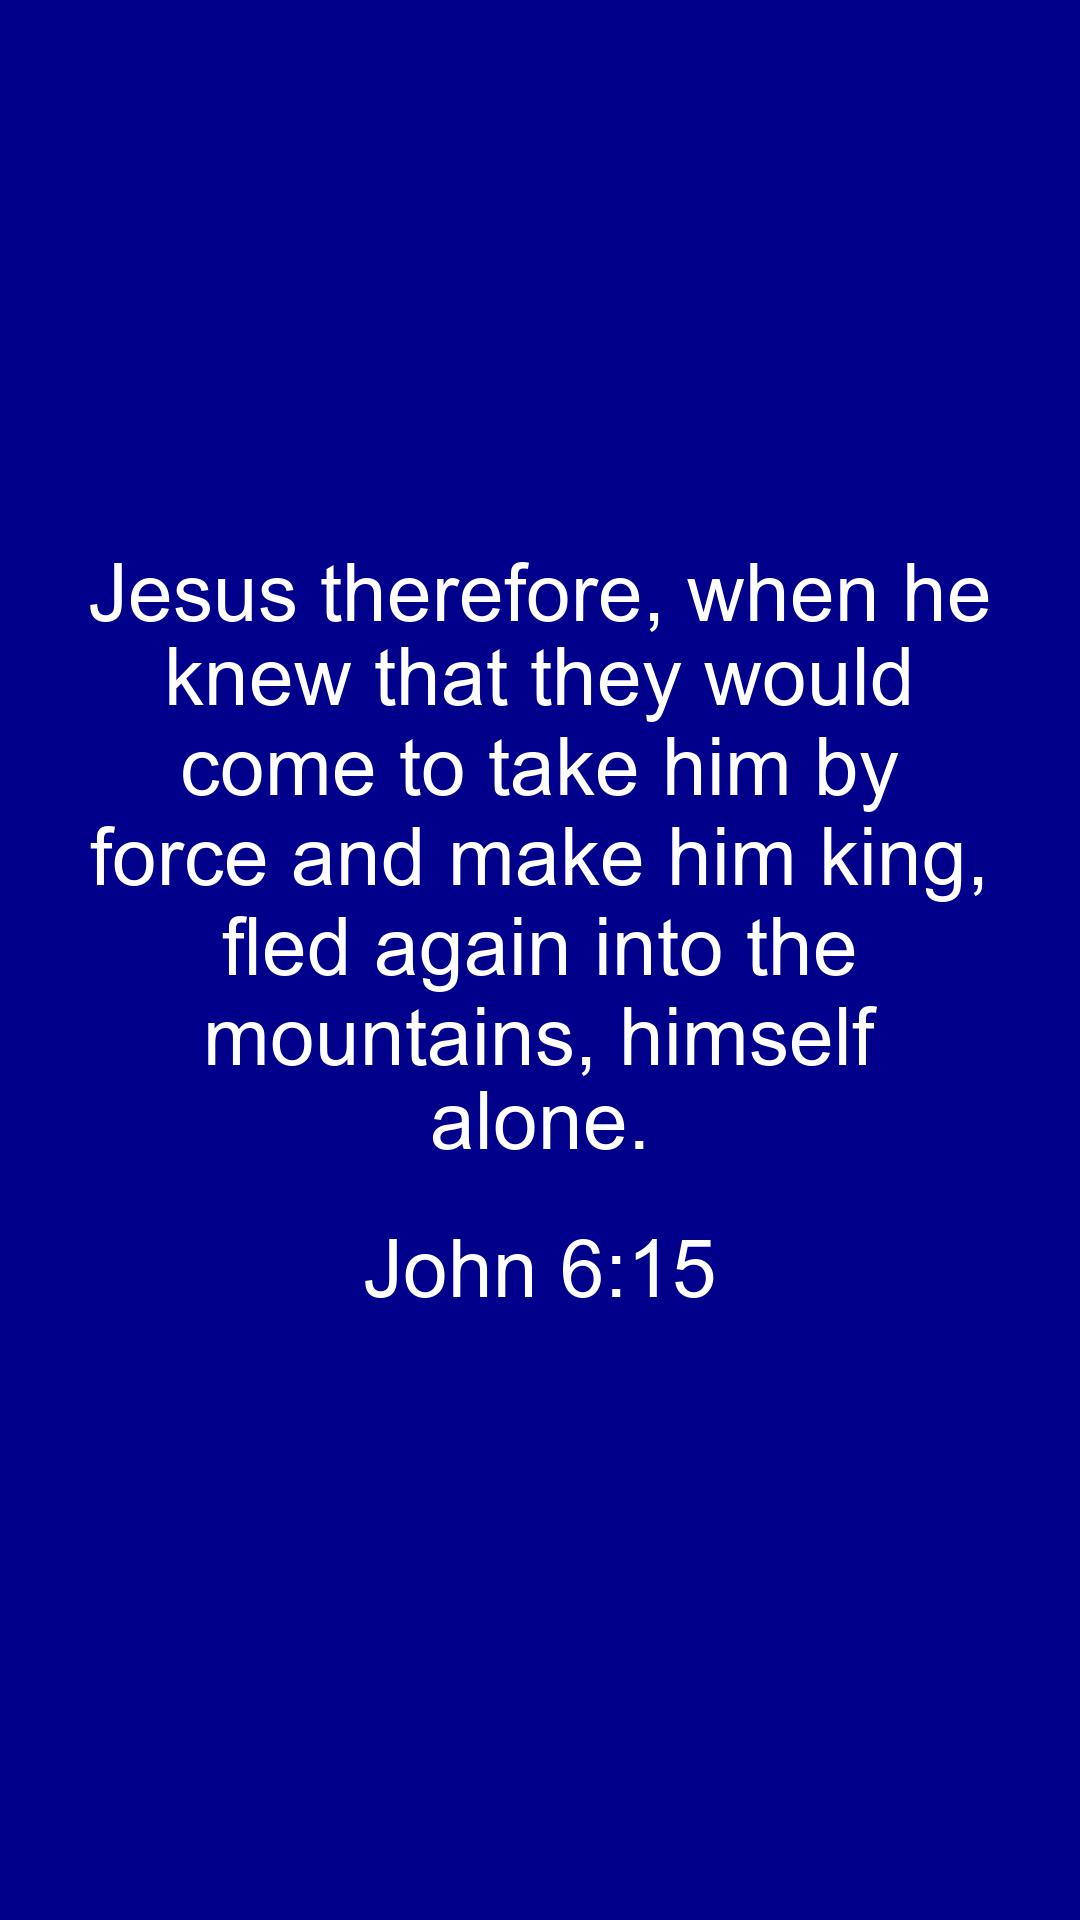 Jesus therefore, when he
knew that they would
come to take him by
force and make him king,
fled again into the
mountains, himself
alone.
John 6:15